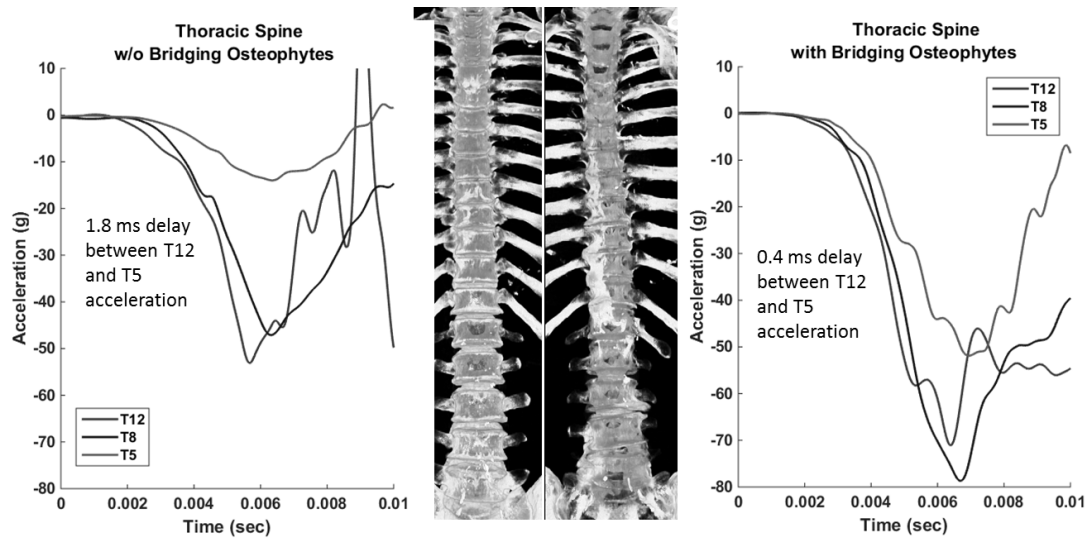 Thoracic Spine
w/o Bridging Osteophytes
10
0
-10
-20
-30
-40
-50
-60
-70
-80
Acceleration (g)
1.8 ms delay
between T12
and T5
acceleration
T12
T8
T5
0
0.002
0.004
0.006
0.008
0.01
Time (sec)
Thoracic Spine
with Bridging Osteophytes
T12
T8
T5
10
0
-10
-20
-30
-40
-50
-60
-70
-80
Acceleration (g)
0.4 ms delay
between T12
and T5
acceleration
0
0.002
0.004
0.006
0.008
0.01
Time (sec)